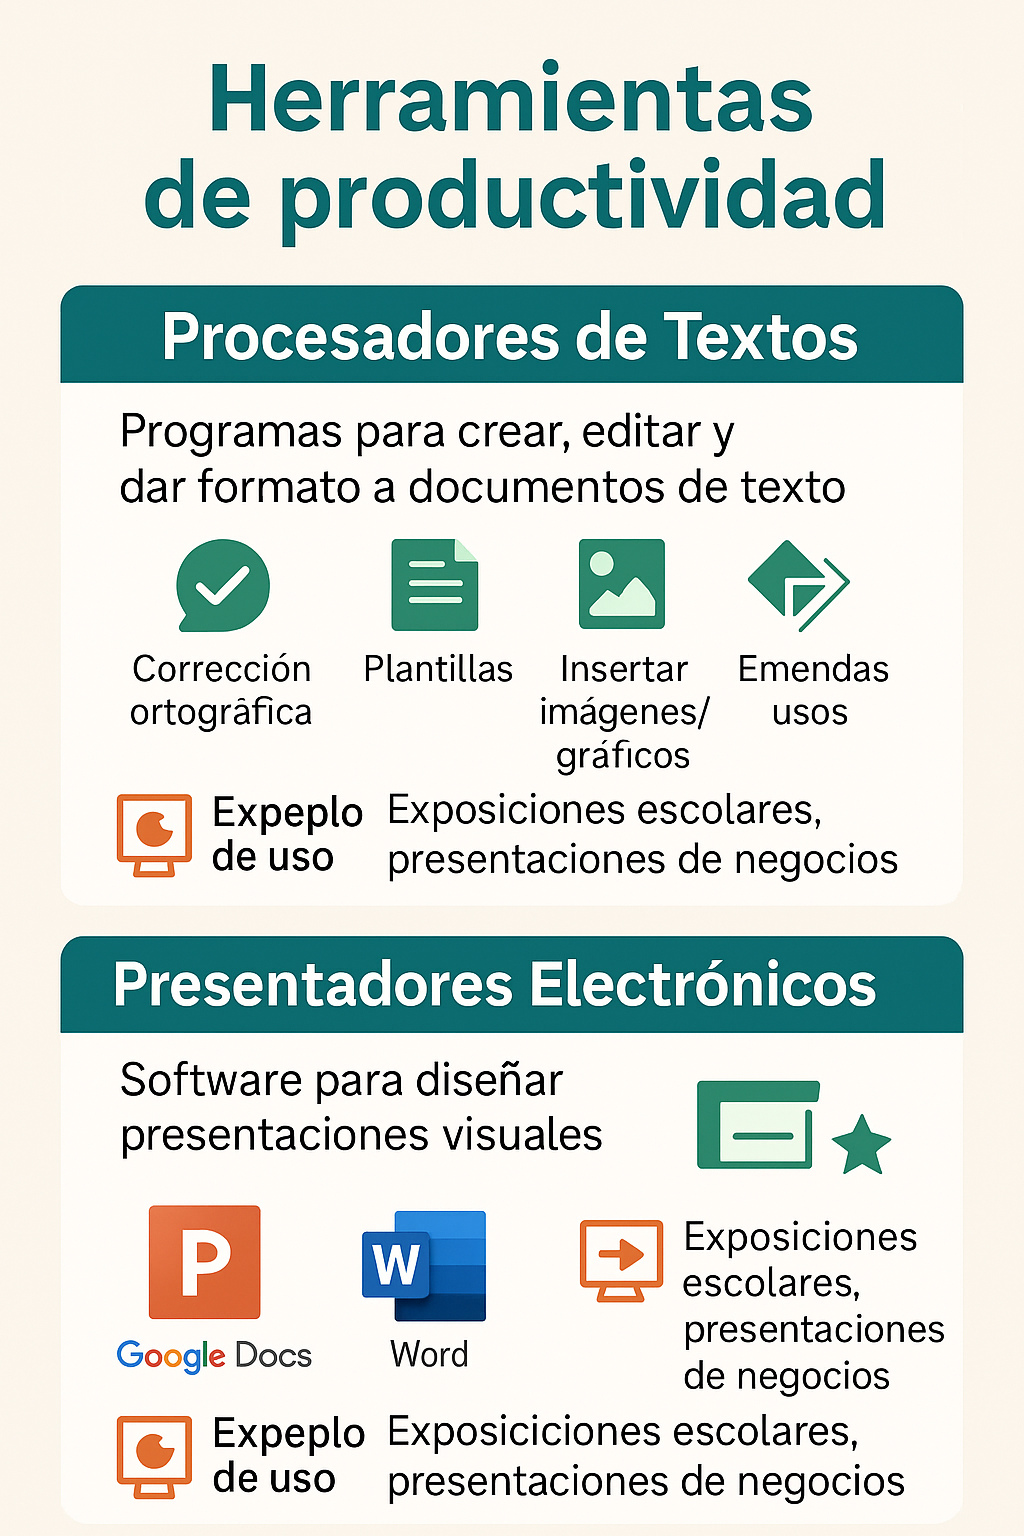 Herramientas
de productividad
Procesadores de Textos
Programas para crear, editar y
dar formato a documentos de texto
Corrección
ortogrâfica
Plantillas
Insertar
imágenes/
gráficos
Emendas
usos
Expeplo
de uso
Exposiciones escolares,
presentaciones de negocios
Presentadores Electrónicos
Software para diseñar
presentaciones visuales
P
Google Docs
W
Word
Exposiciones
escolares,
presentaciones
de negocios
Expeplo
de uso
Exposiciciones escolares,
presentaciones de negocios